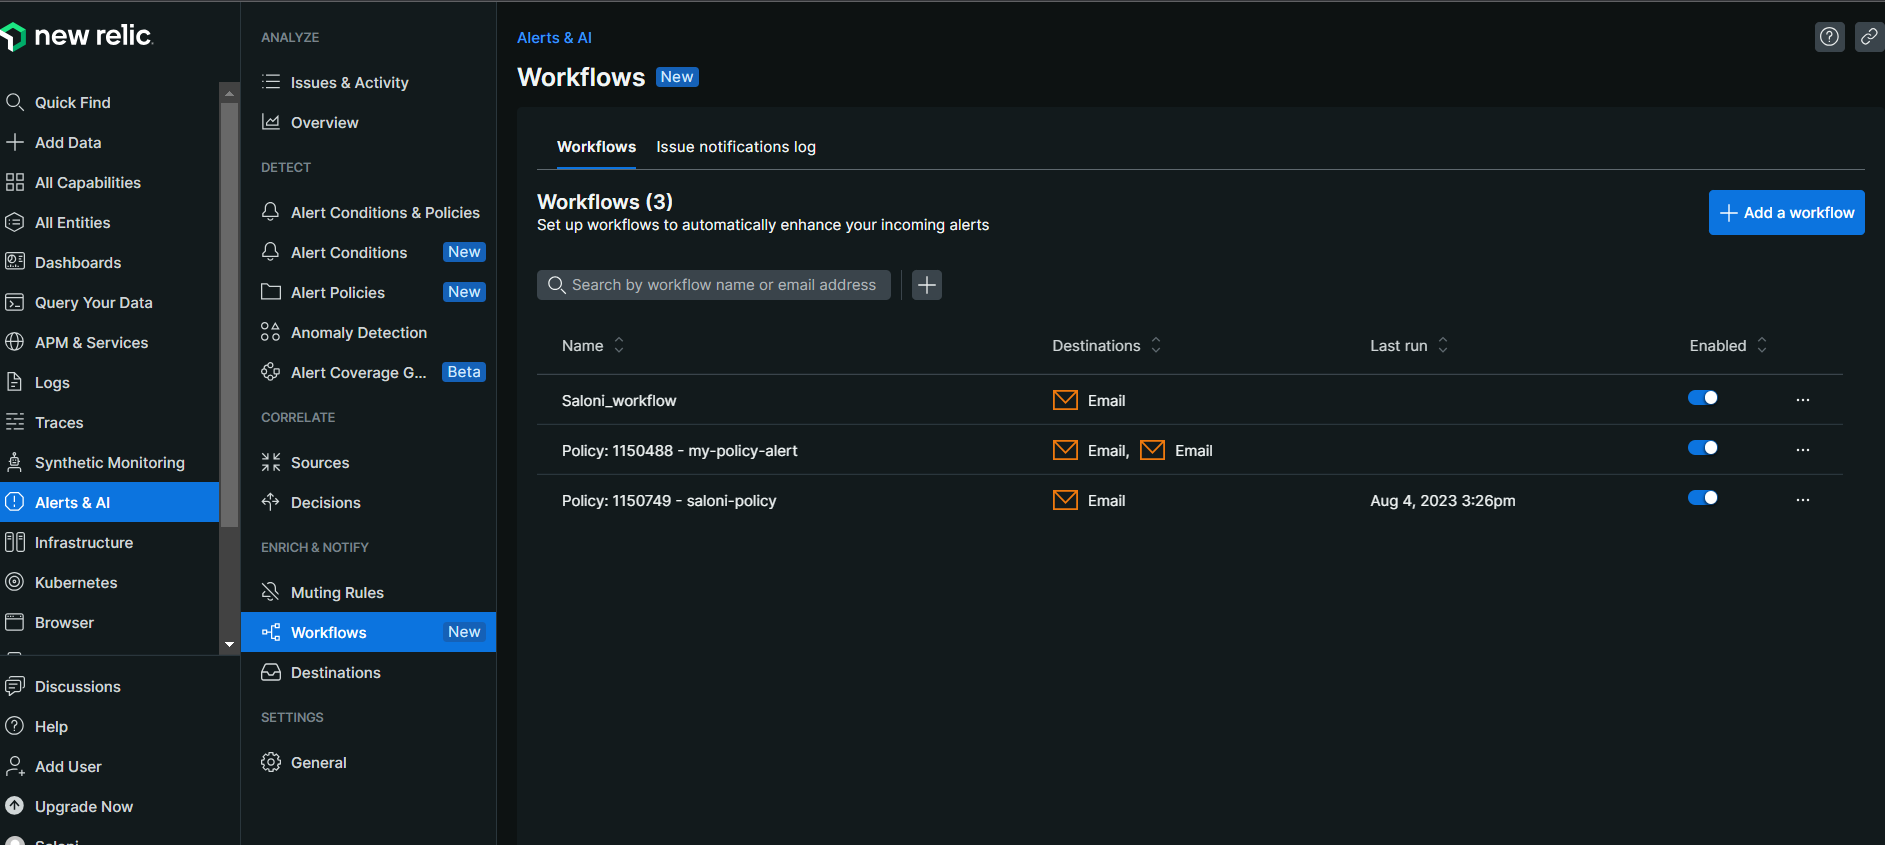 new relic.
Quick Find
Add Data
All Capabilities
All Entities
Dashboards
Query Your Data
APM & Services
Logs
Traces
Synthetic Monitoring
Alerts & AI
Infrastructure
Kubernetes
Browser
Discussions
Help
Add User
Upgrade Now
ANALYZE
Issues & Activity
Overview
DETECT
Alert Conditions & Policies
Alert Conditions New
Alert Policies New
Anomaly Detection
Alert Coverage G... Beta
CORRELATE
Sources
Decisions
ENRICH & NOTIFY
Muting Rules
Workflows New
Destinations
SETTINGS
General
Alerts & AI
Workflows New
Workflows Issue notifications log
Workflows (3)
Set up workflows to automatically enhance your incoming alerts
Add a workflow
Search by workflow name or email address
Name Destinations Last run Enabled
Saloni_workflow Email ...
Policy: 1150488 - my-policy-alert Email, Email ...
Policy: 1150749 - saloni-policy Email Aug 4, 2023 3:26pm ...